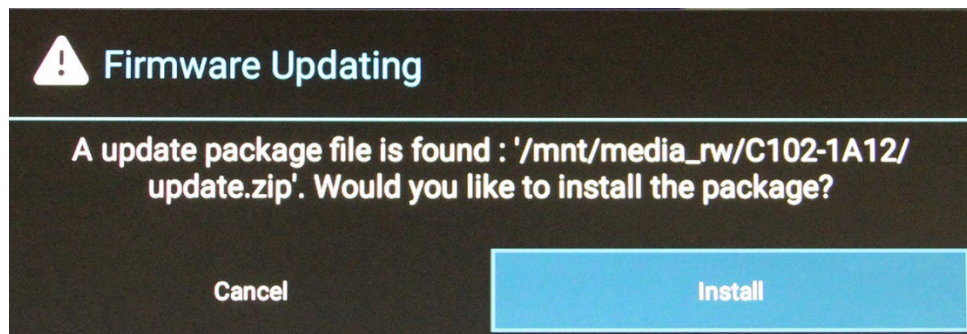 Firmware Updating
A update package file is found : '/mnt/media_rw/C102-1A12/
update.zip'. Would you like to install the package?
Cancel
Install